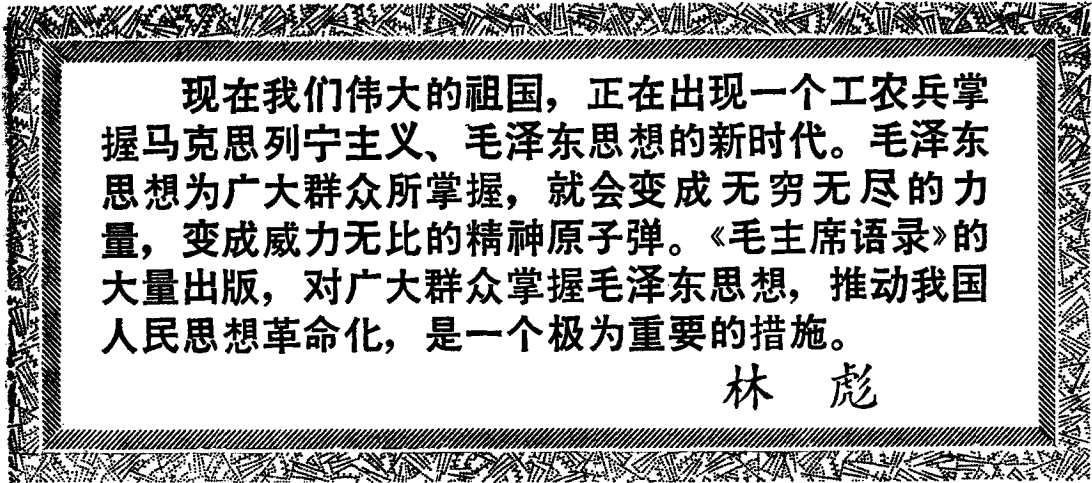 现在我们伟大的祖国，正在出现一个工农兵掌
握马克思列宁主义、毛泽东思想的新时代。毛泽东
思想为广大群众所掌握，就会变成无穷无尽的力
量，变成威力无比的精神原子弹。《毛主席语录》的
大量出版，对广大群众掌握毛泽东思想，推动我国
人民思想革命化，是一个极为重要的措施。
林 彪